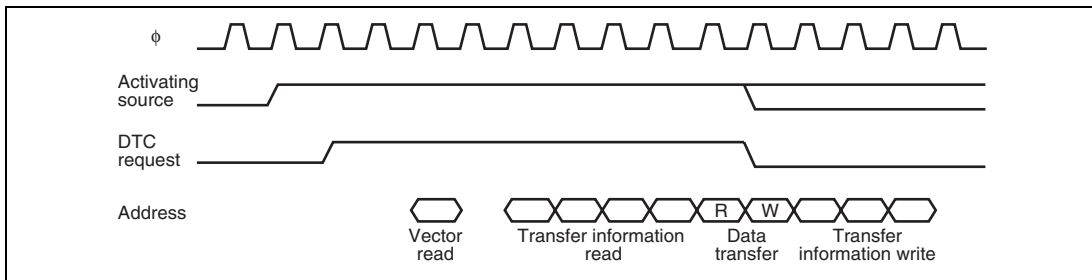 ϕ
Activating
source
DTC
request
Address
R W
Vector
read
Transfer information
read
Data
transfer
Transfer
information write